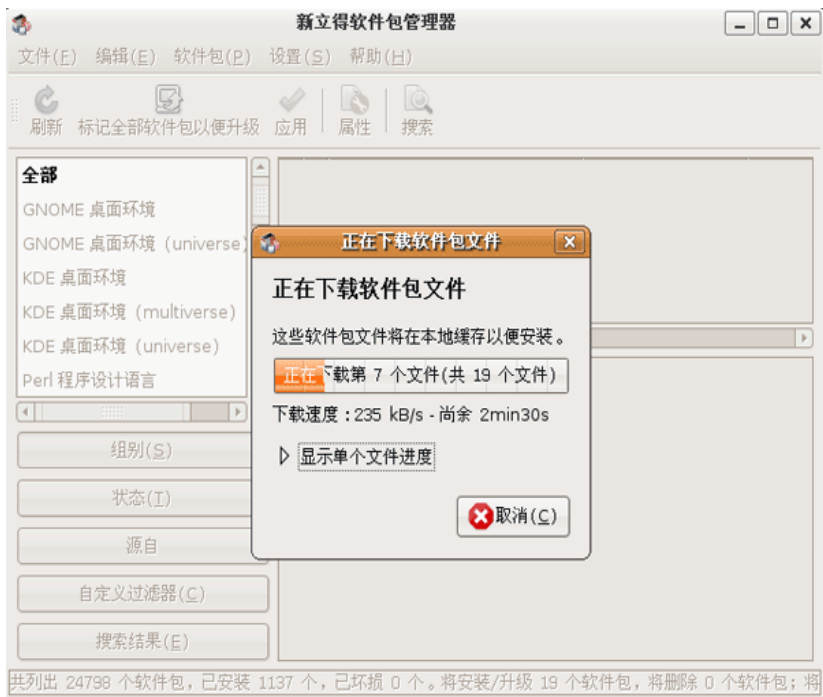 新立得软件包管理器
文件(F) 编辑(E) 软件包(P) 设置(S) 帮助(H)
刷新 标记全部软件包以便升级 应用 属性 搜索
全部
GNOME 桌面环境
GNOME 桌面环境 (universe)
KDE 桌面环境
KDE 桌面环境 (multiverse)
KDE 桌面环境 (universe)
Perl 程序设计语言
组别(S)
状态(T)
源自
自定义过滤器(C)
搜索结果(E)
正在下载软件包文件
正在下载软件包文件
这些软件包文件将在本地缓存以便安装。
正在下载第 7 个文件(共 19 个文件)
下载速度：235 kB/s - 尚余 2min30s
显示单个文件进度
取消(C)
共列出 24798 个软件包，已安装 1137 个，已坏损 0 个。将安装/升级 19 个软件包，将删除 0 个软件包；将